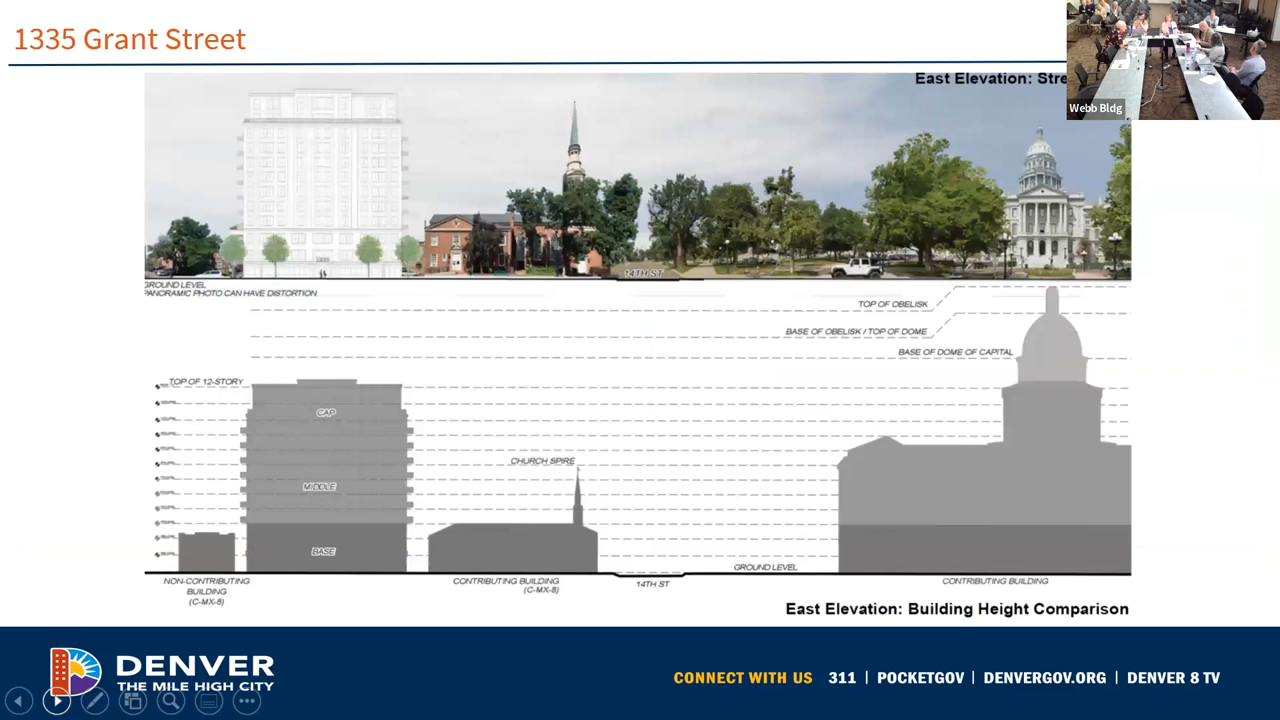 1335 Grant Street
East Elevation: Stre
Webb Bldg
14TH ST
GROUND LEVEL
PANORAMIC PHOTO CAN HAVE DISTORTION
TOP OF OBELISK
BASE OF OBELISK / TOP OF DOME
BASE OF DOME OF CAPITAL
TOP OF 12-STORY
CAP
CHURCH SPIRE
MIDDLE
BASE
GROUND LEVEL
NON-CONTRIBUTING
BUILDING
(C-MX-8)
CONTRIBUTING BUILDING
(C-MX-8)
14TH ST
CONTRIBUTING BUILDING
East Elevation: Building Height Comparison
DENVER
THE MILE HIGH CITY
CONNECT WITH US 311 | POCKETGOV | DENVERGOV.ORG | DENVER 8 TV